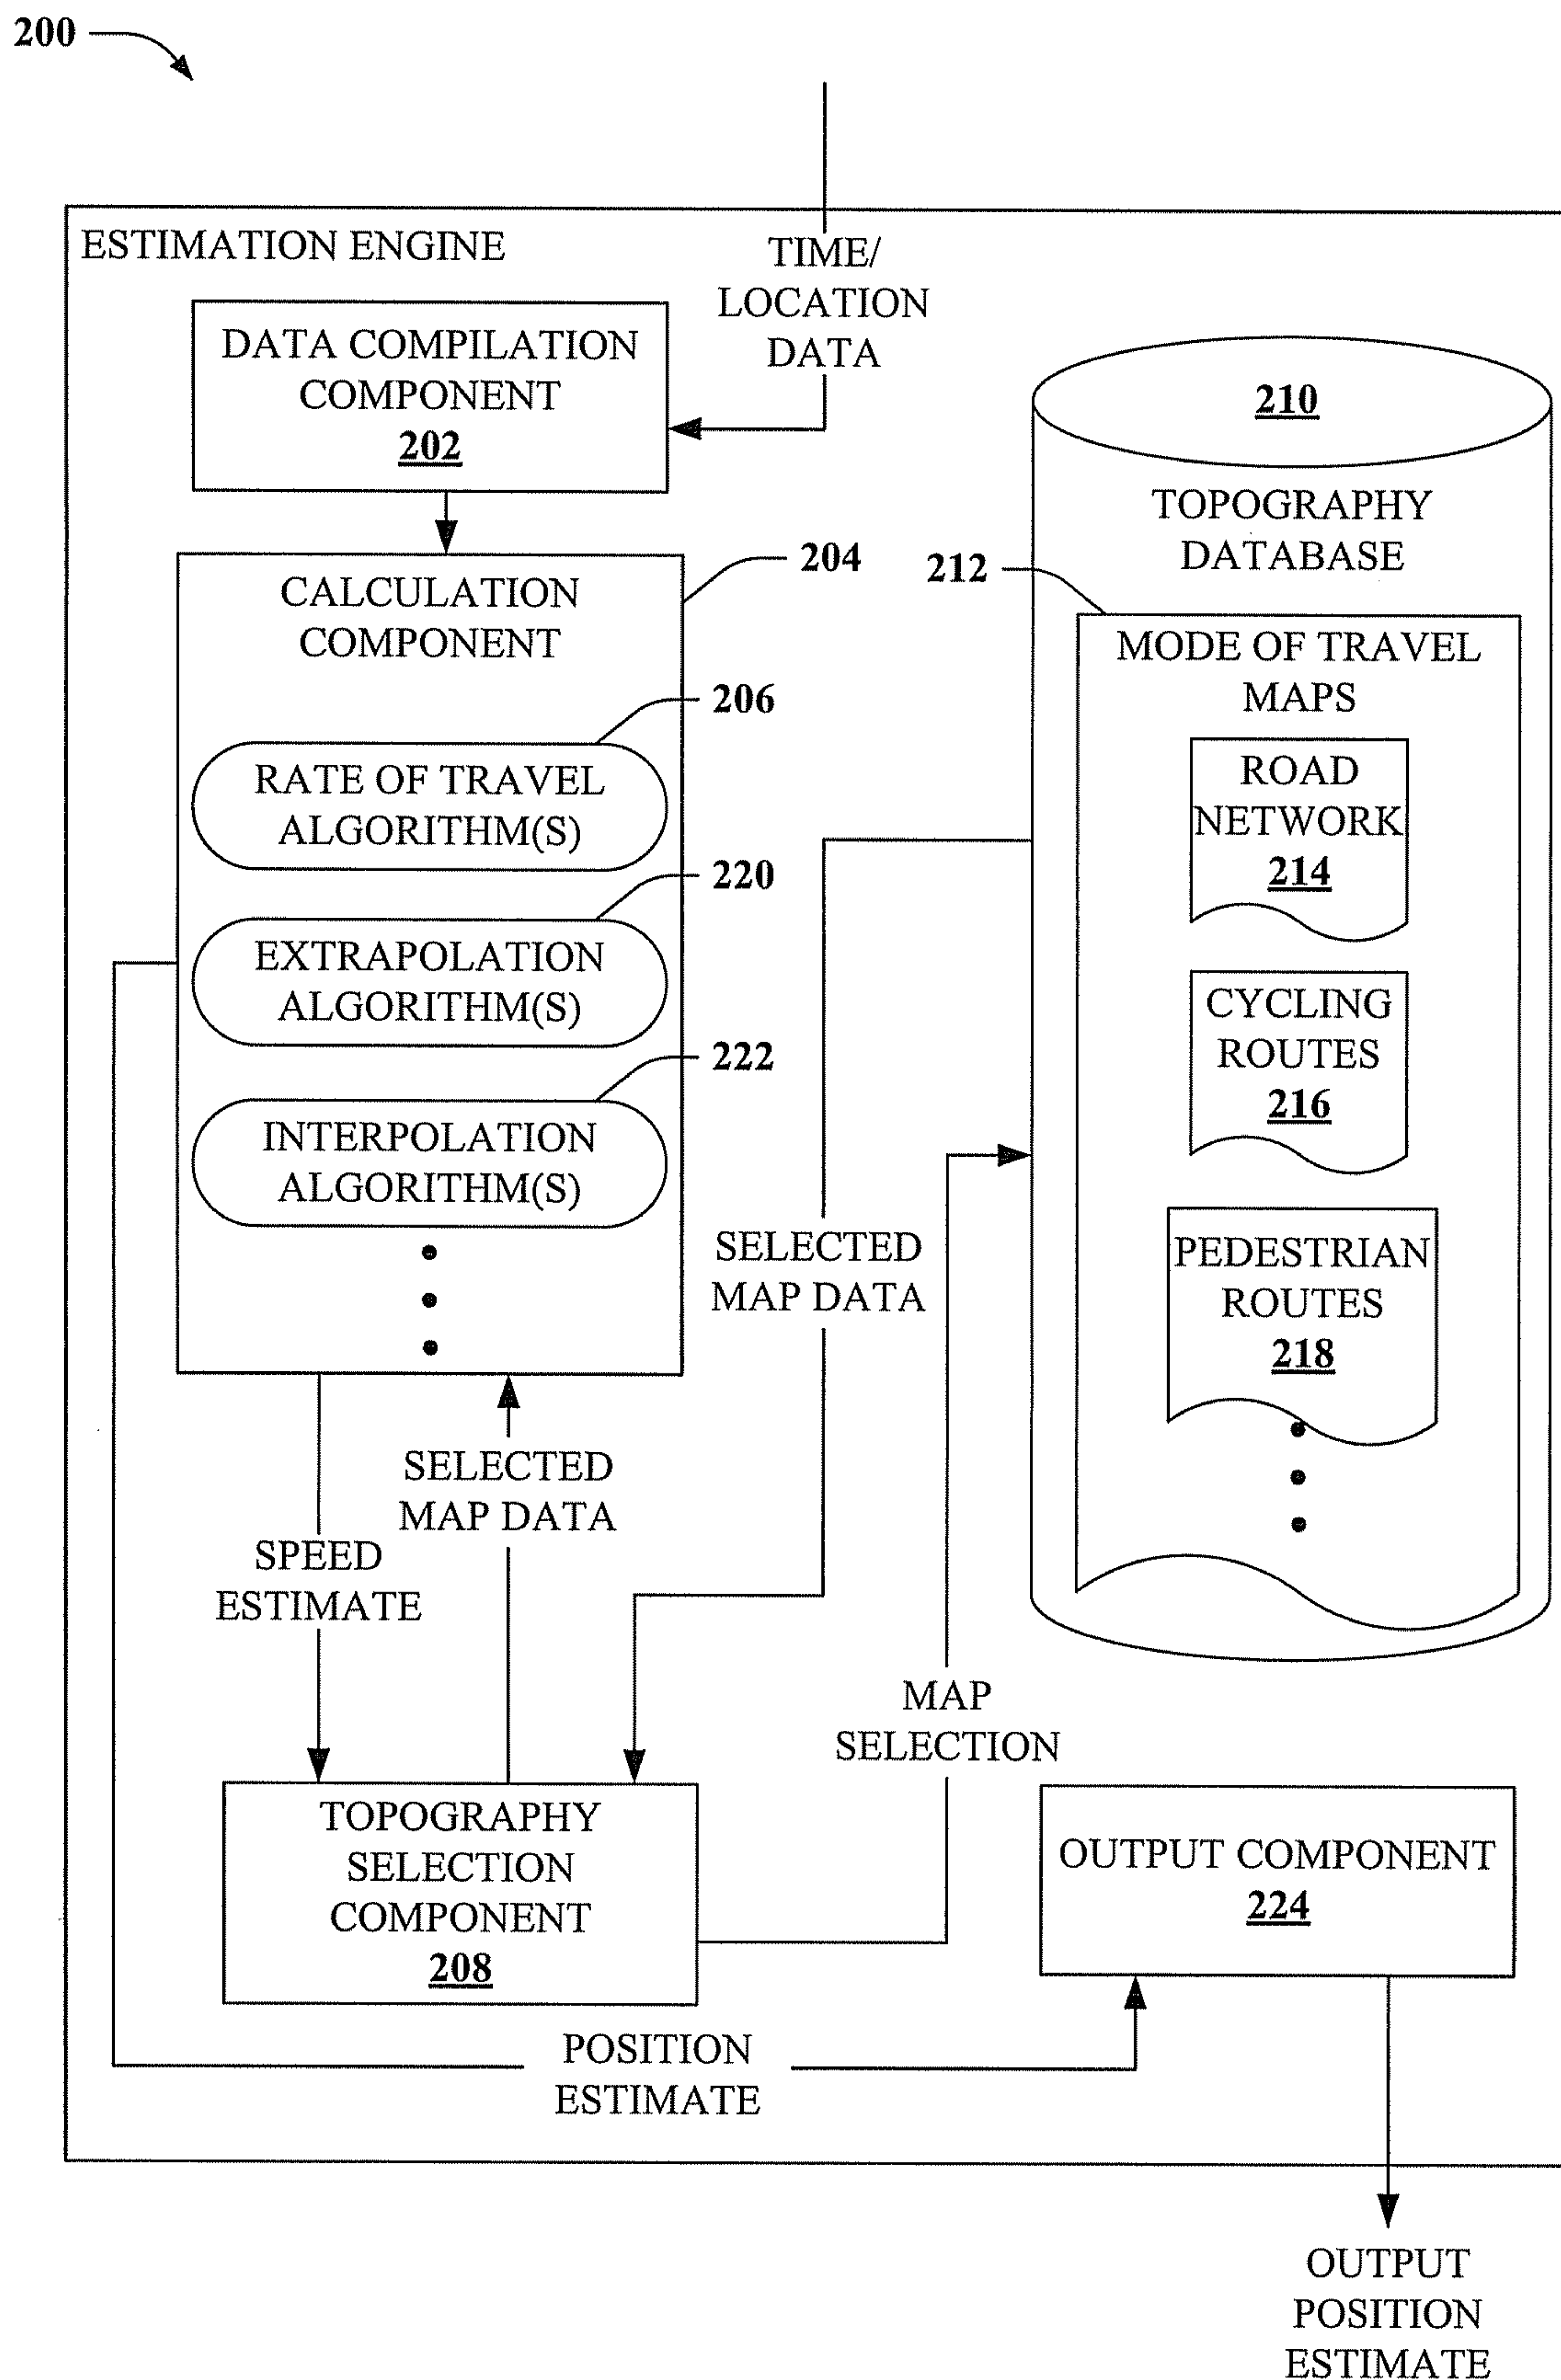 200
ESTIMATION ENGINE
TIME/
LOCATION
DATA
DATA COMPILATION
COMPONENT
202
210
TOPOGRAPHY
DATABASE
204
212
CALCULATION
COMPONENT
206
RATE OF TRAVEL
ALGORITHM(S)
220
EXTRAPOLATION
ALGORITHM(S)
222
INTERPOLATION
ALGORITHM(S)
MODE OF TRAVEL
MAPS
ROAD
NETWORK
214
CYCLING
ROUTES
216
PEDESTRIAN
ROUTES
218
SELECTED
MAP DATA
SELECTED
MAP DATA
SPEED
ESTIMATE
MAP
SELECTION
TOPOGRAPHY
SELECTION
COMPONENT
208
OUTPUT COMPONENT
224
POSITION
ESTIMATE
OUTPUT
POSITION
ESTIMATE